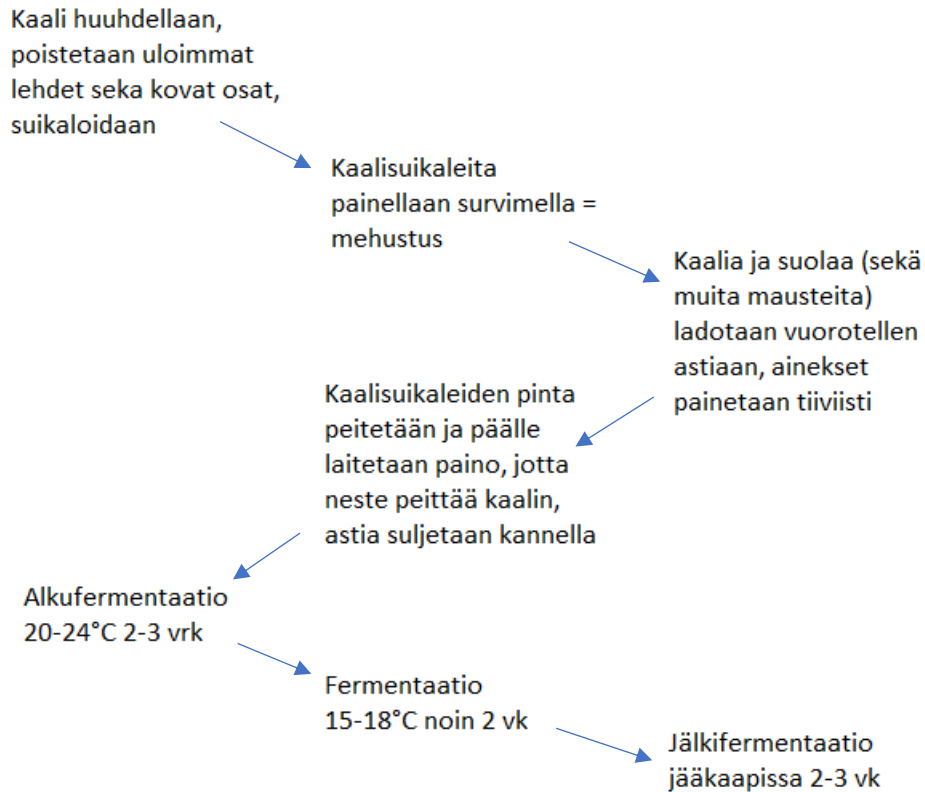 Kaali huuhdellaan,
poistetaan uloimmat
lehdet seka kovat osat,
suikaloidaan
Kaalisuikaleita
painellaan survimella =
mehustus
Kaalia ja suolaa (sekä
muita mausteita)
ladotaan vuorotellen
astiaan, ainekset
painetaan tiiviisti
Kaalisuikaleiden pinta
peitetään ja päälle
laitetaan paino, jotta
neste peittää kaalin,
astia suljetaan kannella
Alkufermentaatio
20-24°C 2-3 vrk
Fermentaatio
15-18°C noin 2 vk
Jälkifermentaatio
jääkaapissa 2-3 vk